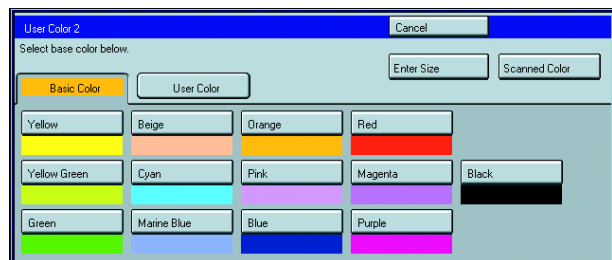 User Color 2 Cancel
Select base color below.
Enter Size Scanned Color
Basic Color User Color
Yellow Beige Orange Red
Yellow Green Cyan Pink Magenta Black
Green Marine Blue Blue Purple